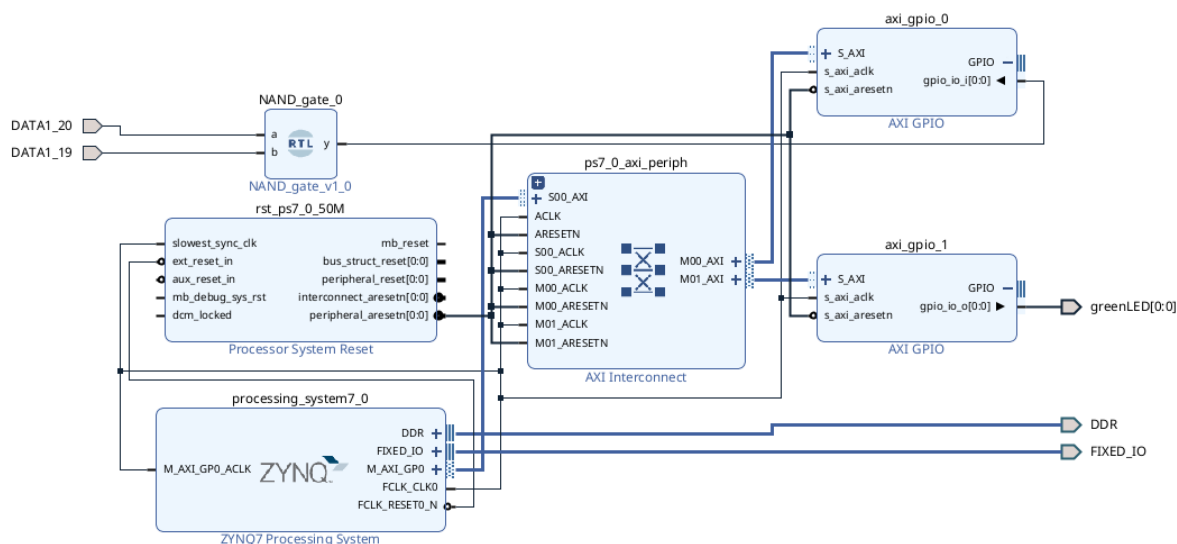 axi_gpio_0
S_AXI
s_axi_aclk
s_axi_aresetn
GPIO
gpio_io_i[0:0]
AXI GPIO
NAND_gate_0
DATA1_20
DATA1_19
a
b
RTL
y
NAND_gate_v1_0
ps7_0_axi_periph
S00_AXI
ACLK
ARESETN
S00_ACLK
S00_ARESETN
M00_ACLK
M00_ARESETN
M01_ACLK
M01_ARESETN
M00_AXI
M01_AXI
AXI Interconnect
rst_ps7_0_50M
slowest_sync_clk
ext_reset_in
aux_reset_in
mb_debug_sys_rst
dcm_locked
mb_reset
bus_struct_reset[0:0]
peripheral_reset[0:0]
interconnect_aresetn[0:0]
peripheral_aresetn[0:0]
Processor System Reset
axi_gpio_1
S_AXI
s_axi_aclk
s_axi_aresetn
GPIO
gpio_io_o[0:0]
AXI GPIO
greenLED[0:0]
processing_system7_0
M_AXI_GP0_ACLK
ZYNQ
DDR
FIXED_IO
M_AXI_GP0
FCLK_CLK0
FCLK_RESET0_N
ZYNQ7 Processing System
DDR
FIXED_IO